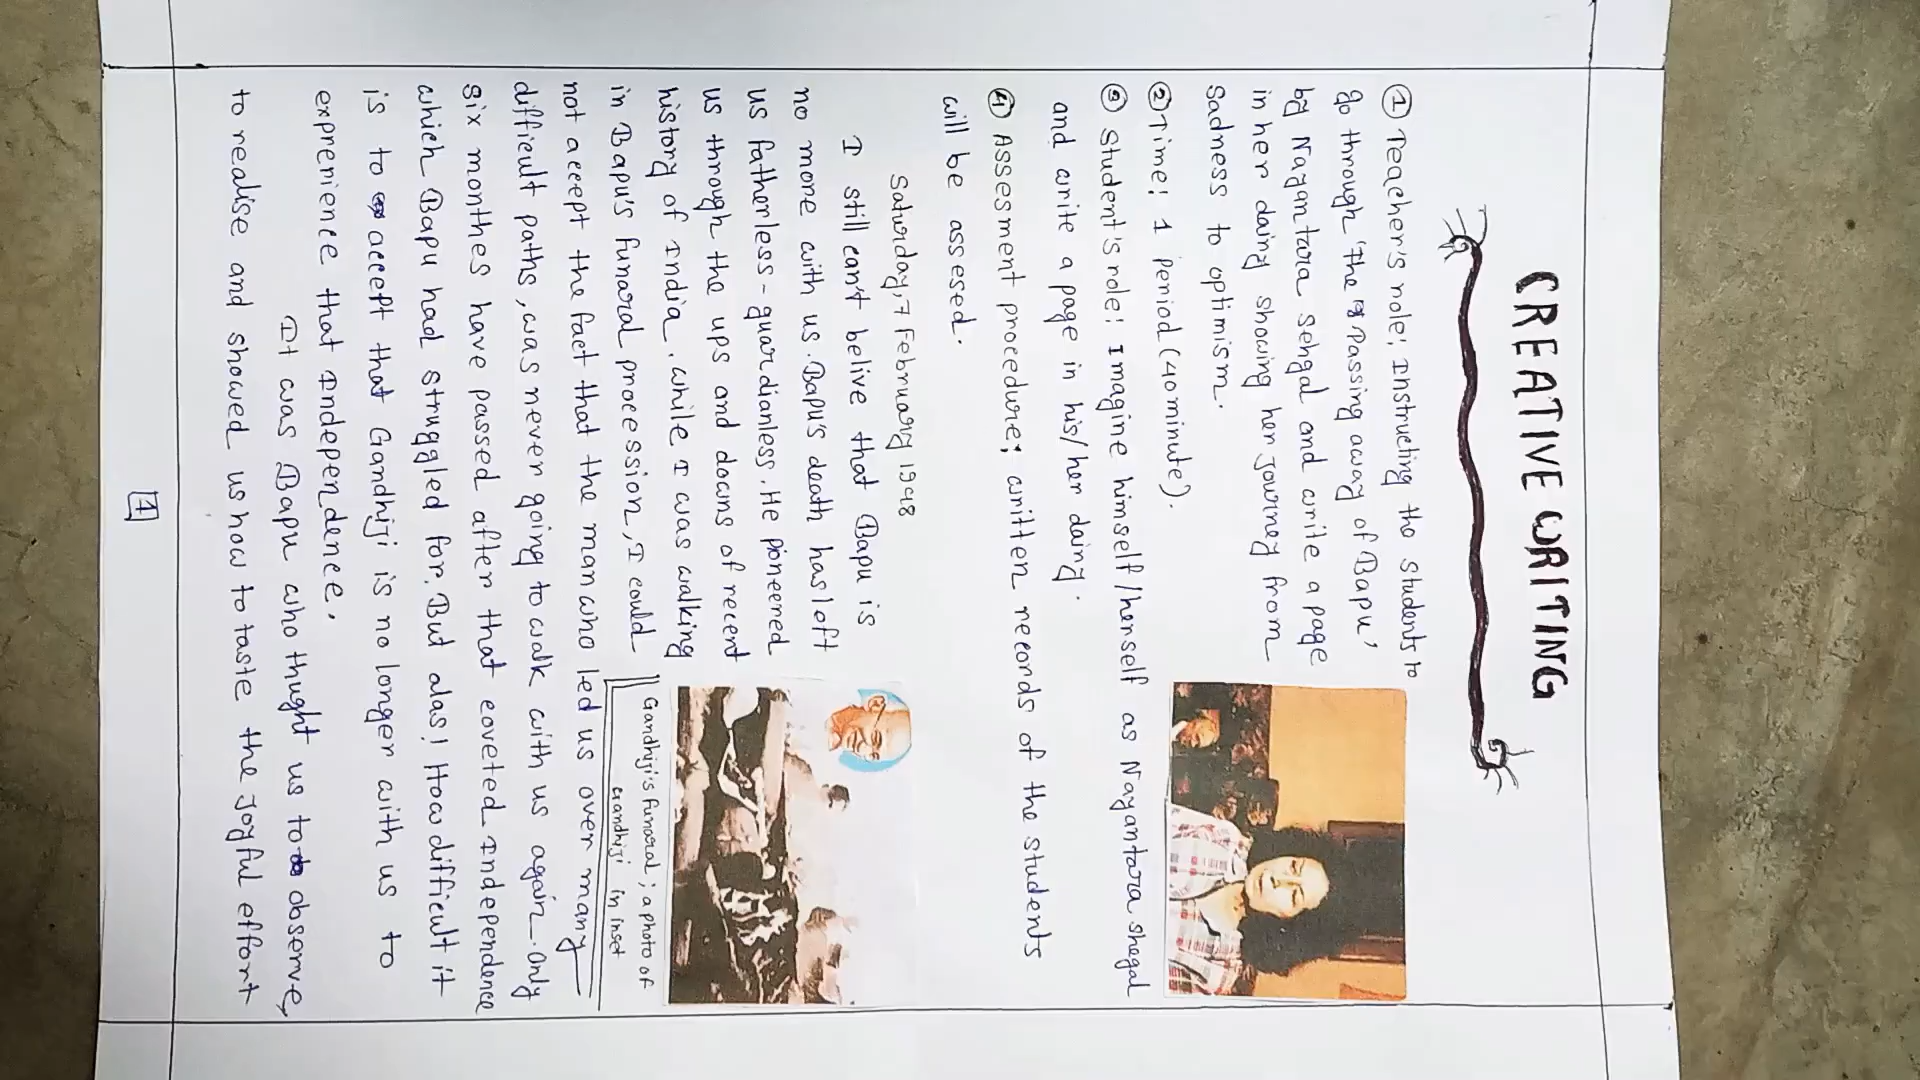 CREATIVE WRITING
① Teacher's role: Instructing the students to
go through 'The Passing away of Bapu'
by Nayantara sehgal and write a page
in her dairy showing her journey from
sadness to optimism.
② Time: 1 period (40 minute).
③ student's role: Imagine himself/herself as Nayantara shegal
and write a page in his/her dairy.
④ Assesment procedure: written records of the students
will be assesed.
Saturday, 7 February 1948
I still can't belive that Bapu is
no more with us. Bapu's death has left
us fatherless - guardianless. He pioneered
us through the ups and downs of recent
history of India. while I was walking
in Bapu's funaral procession, I could
not accept the fact that the man who led us over many
difficult paths, was never going to walk with us again. Only
six monthes have passed after that coveted Independence
which Bapu had struggled for. But alas! How difficult it
is to accept that Gandhiji is no longer with us to
exprerience that Independence.
It was Bapu who thught us to observe,
to realise and showed us how to taste the joyful effort
Gandhiji's funaral; a photo of
Gandhiji in inset
1